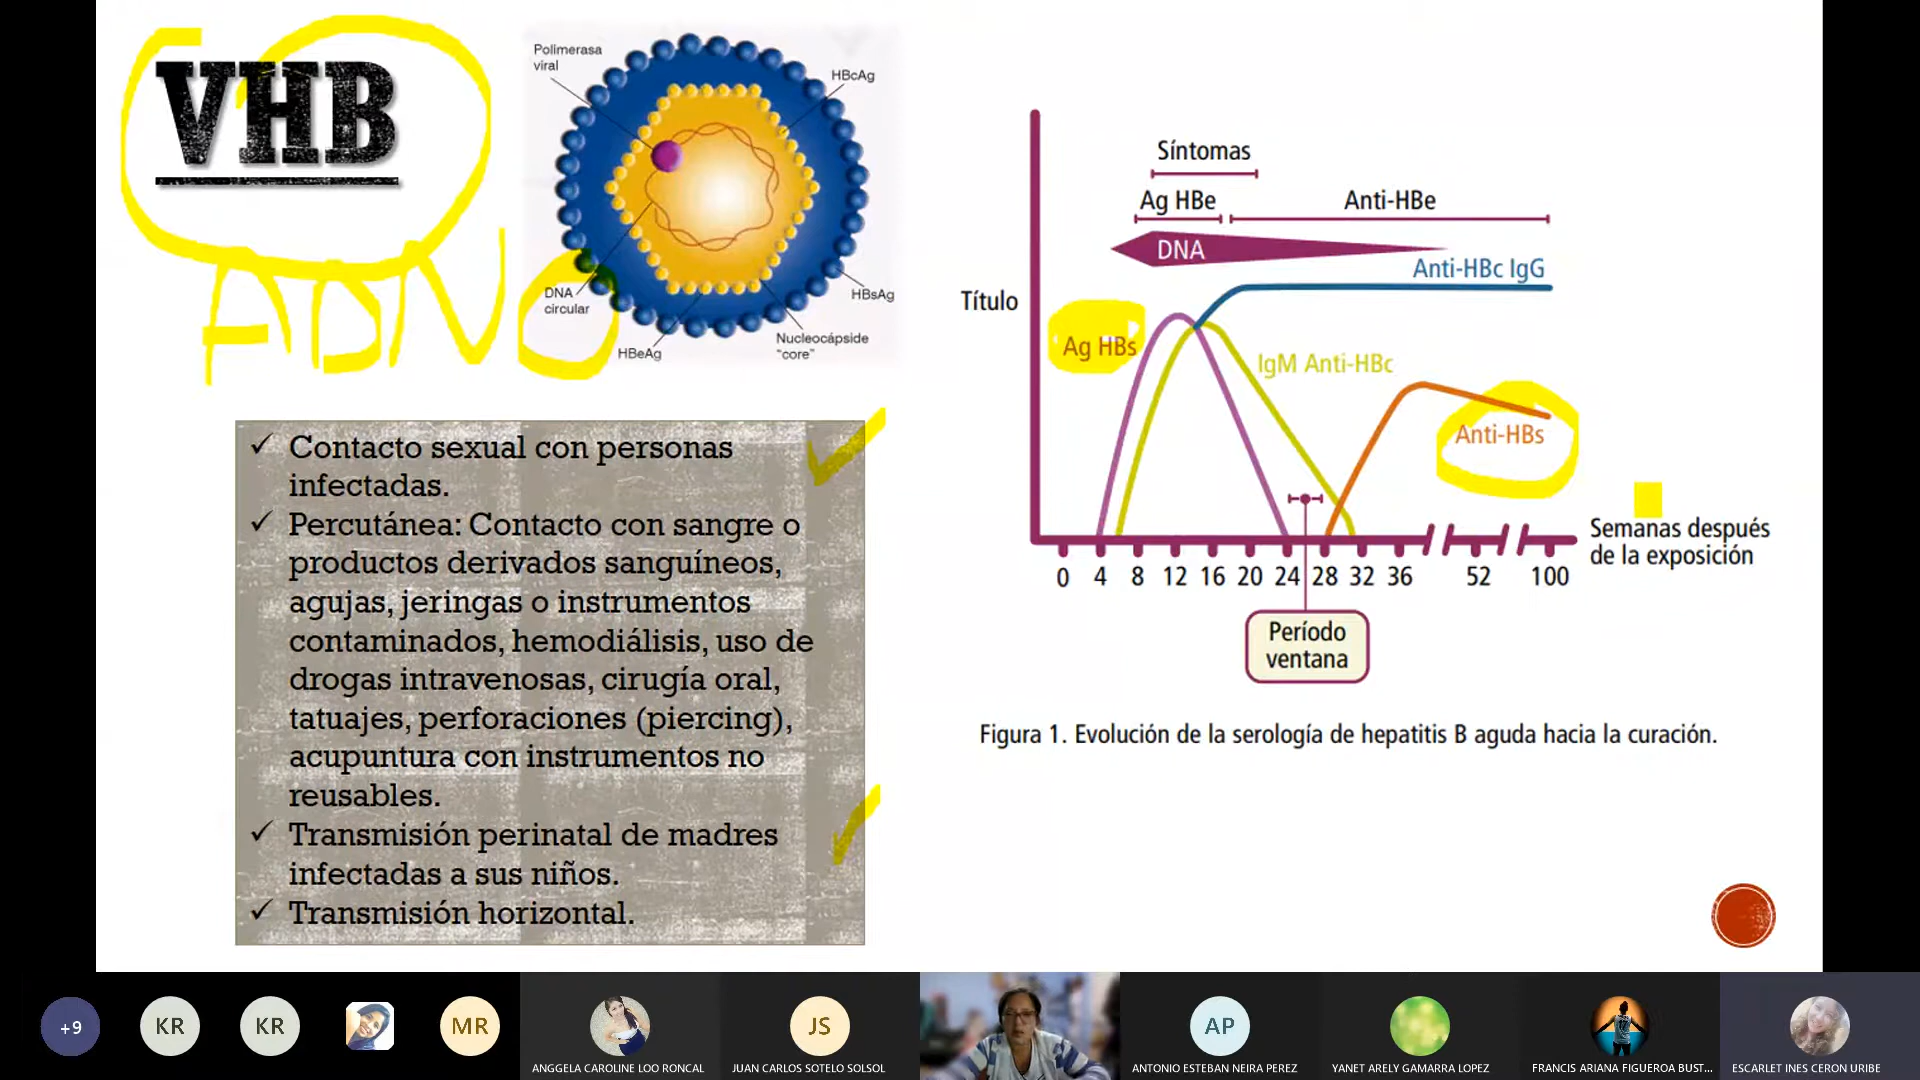 VHB
ADN
Polimerasa
viral
HBcAg
DNA
circular
HBsAg
HBeAg
Nucleocápside
“core”
✓ Contacto sexual con personas
infectadas.
✓ Percutánea: Contacto con sangre o
productos derivados sanguíneos,
agujas, jeringas o instrumentos
contaminados, hemodiálisis, uso de
drogas intravenosas, cirugía oral,
tatuajes, perforaciones (piercing),
acupuntura con instrumentos no
reusables.
✓ Transmisión perinatal de madres
infectadas a sus niños.
✓ Transmisión horizontal.
Síntomas
Ag HBe
Anti-HBe
DNA
Anti-HBc IgG
Título
Ag HBs
IgM Anti-HBc
Anti-HBs
Semanas después
de la exposición
0 4 8 12 16 20 24 28 32 36 52 100
Período
ventana
Figura 1. Evolución de la serología de hepatitis B aguda hacia la curación.
+9
KR
KR
MR
JS
AP
ANGGELA CAROLINE LOO RONCAL
JUAN CARLOS SOTELO SOLSOL
ANTONIO ESTEBAN NEIRA PEREZ
YANET ARELY GAMARRA LOPEZ
FRANCIS ARIANA FIGUEROA BUST...
ESCARLET INES CERON URIBE